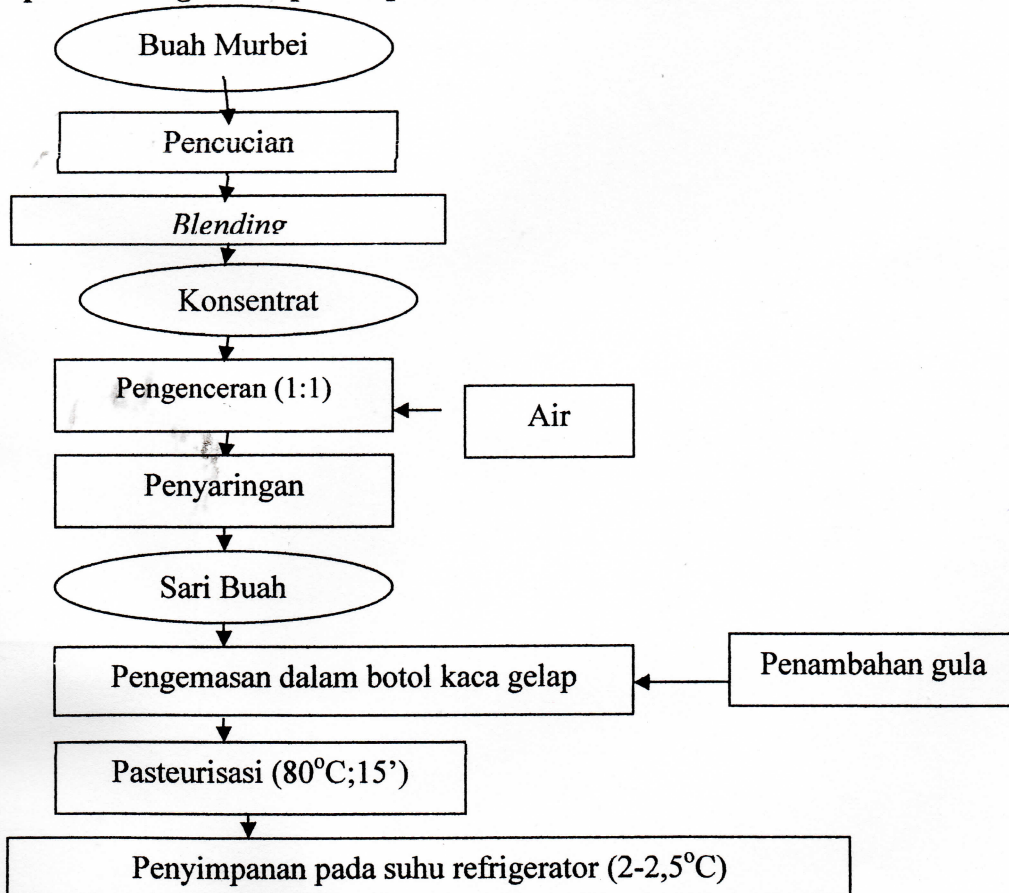 Buah Murbei
Pencucian
Blending
Konsentrat
Pengenceran (1:1)
Air
Penyaringan
Sari Buah
Pengemasan dalam botol kaca gelap
Penambahan gula
Pasteurisasi (80°C;15’)
Penyimpanan pada suhu refrigerator (2-2,5°C)